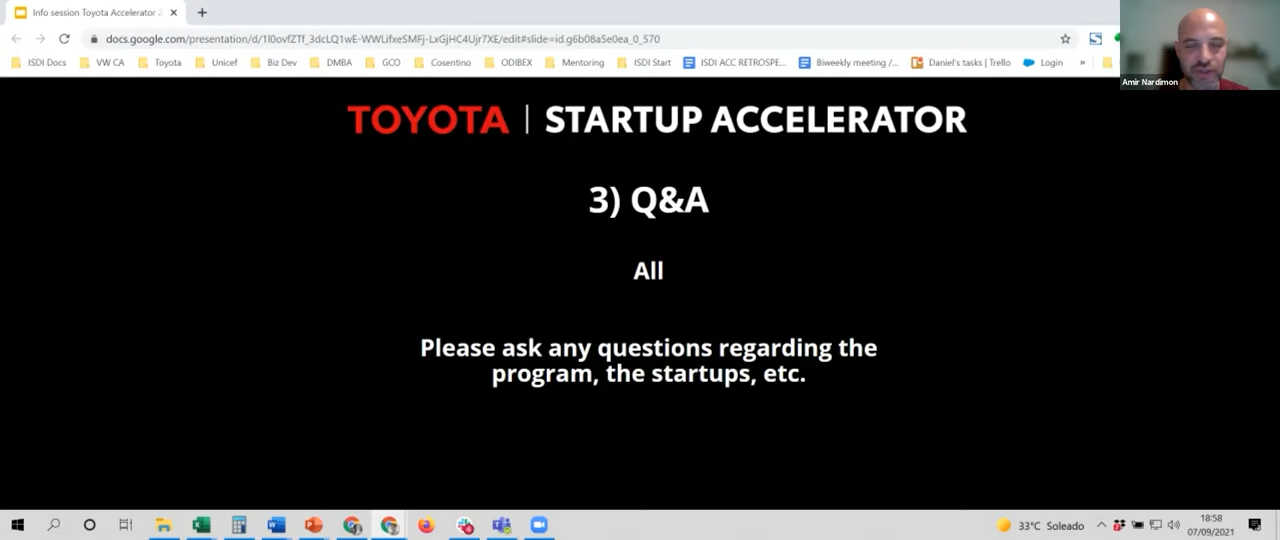 Info session Toyota Accelerator 2
docs.google.com/presentation/d/1l0ovfZTf_3dcLQ1wE-WWLifxeSMFj-LxGjHC4Ujr7XE/edit#slide=id.g6b08a5e0ea_0_570
ISDI Docs VW CA Toyota Unicef Biz Dev DMBA GCO Cosentino ODIBEX Mentoring ISDI Start ISDI ACC RETROSPE... Biweekly meeting /... Daniel's tasks | Trello Login »
Amir Nardimon
TOYOTA | STARTUP ACCELERATOR
3) Q&A
All
Please ask any questions regarding the
program, the startups, etc.
33°C Soleado
18:58
07/09/2021